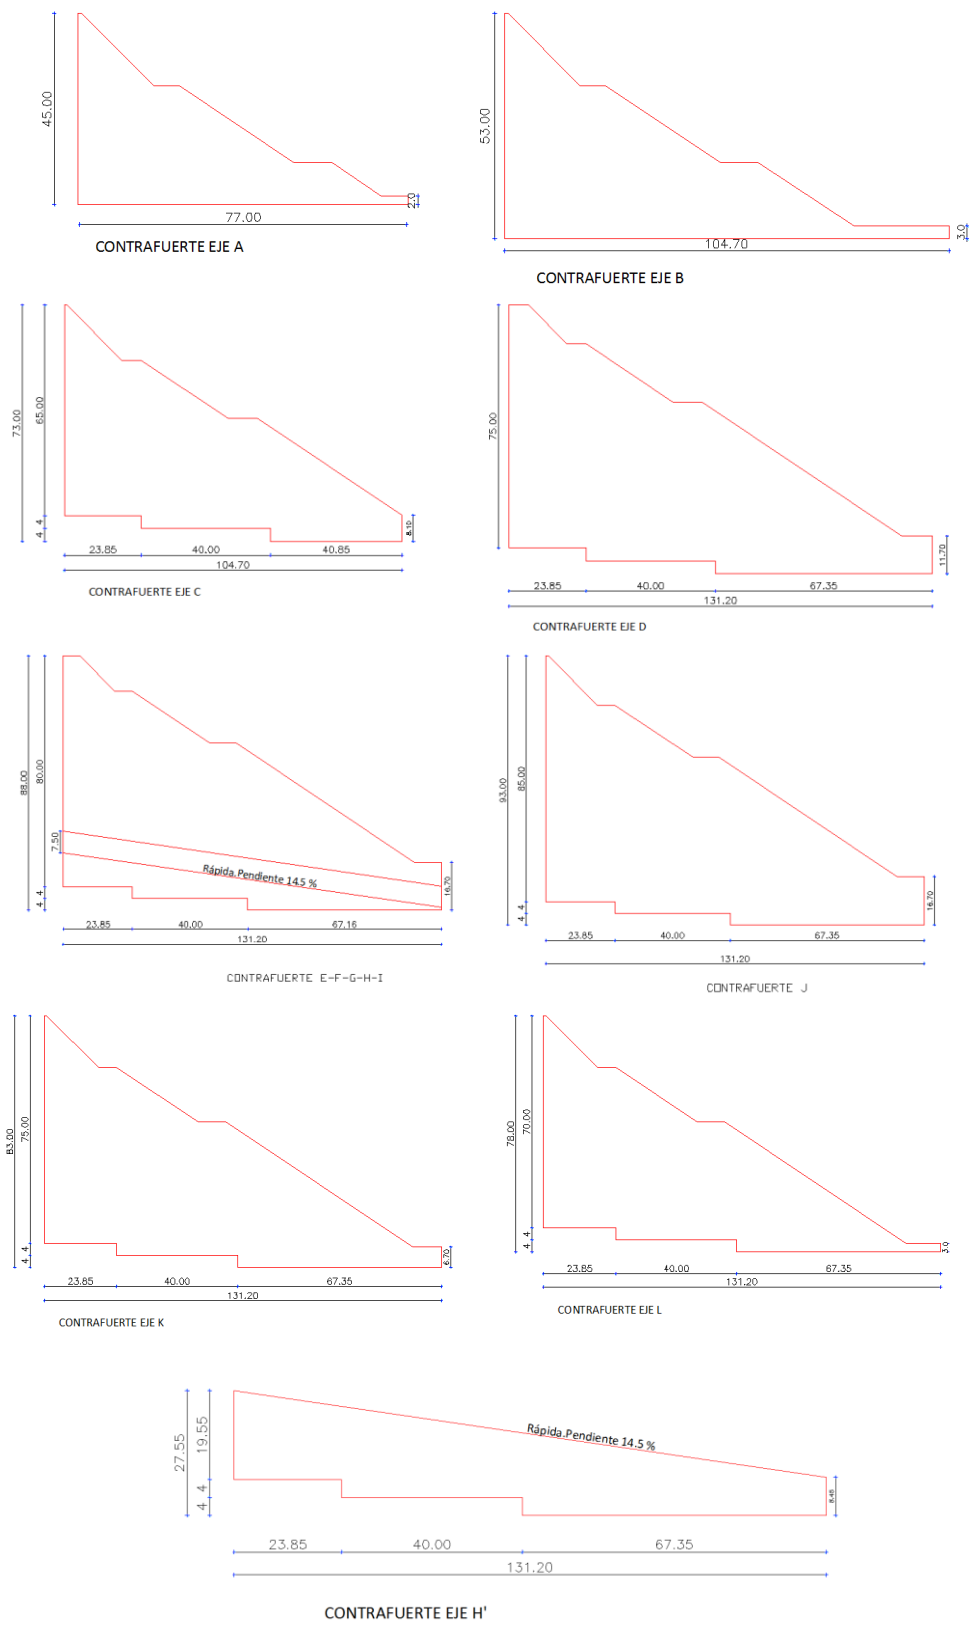 45.00
2.0
77.00
CONTRAFUERTE EJE A
53.00
3.0
104.70
CONTRAFUERTE EJE B
73.00
65.00
4 4
8.10
23.85 40.00 40.85
104.70
CONTRAFUERTE EJE C
75.00
11.70
23.85 40.00 67.35
131.20
CONTRAFUERTE EJE D
88.00
80.00
7.50
Rápida.Pendiente 14.5 %
16.70
4 4
23.85 40.00 67.16
131.20
CONTRAFUERTE E-F-G-H-I
93.00
85.00
16.70
4 4
23.85 40.00 67.35
131.20
CONTRAFUERTE J
83.00
75.00
4 4
6.70
23.85 40.00 67.35
131.20
CONTRAFUERTE EJE K
78.00
70.00
4 4
3.0
23.85 40.00 67.35
131.20
CONTRAFUERTE EJE L
27.55
19.55
4 4
Rápida.Pendiente 14.5 %
8.45
23.85 40.00 67.35
131.20
CONTRAFUERTE EJE H'